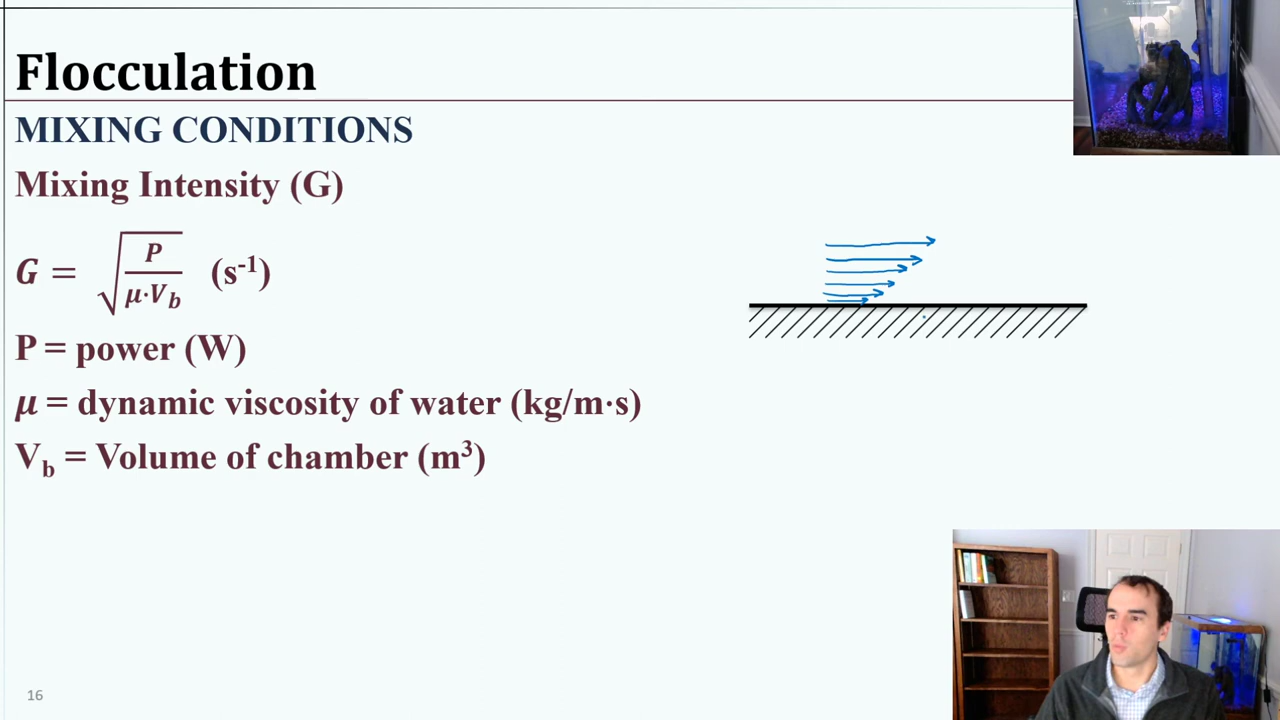 Flocculation
MIXING CONDITIONS
Mixing Intensity (G)
G = √(P / μ·V_b) (s⁻¹)
P = power (W)
μ = dynamic viscosity of water (kg/m·s)
V_b = Volume of chamber (m³)
16